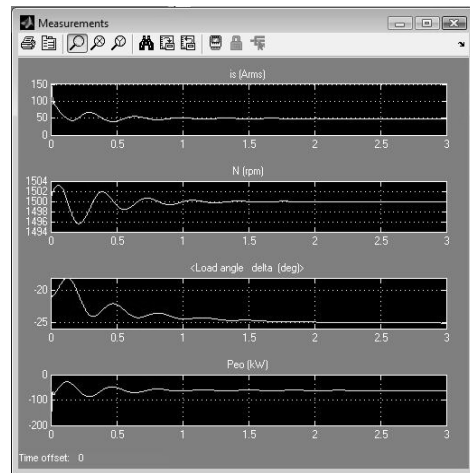 Measurements
is (Arms)
150
100
50
0
0 0.5 1 1.5 2 2.5 3
N (rpm)
1504
1502
1500
1498
1496
1494
0 0.5 1 1.5 2 2.5 3
<Load angle delta (deg)>
-20
-25
0 0.5 1 1.5 2 2.5 3
Peo (kW)
0
-100
-200
0 0.5 1 1.5 2 2.5 3
Time offset: 0